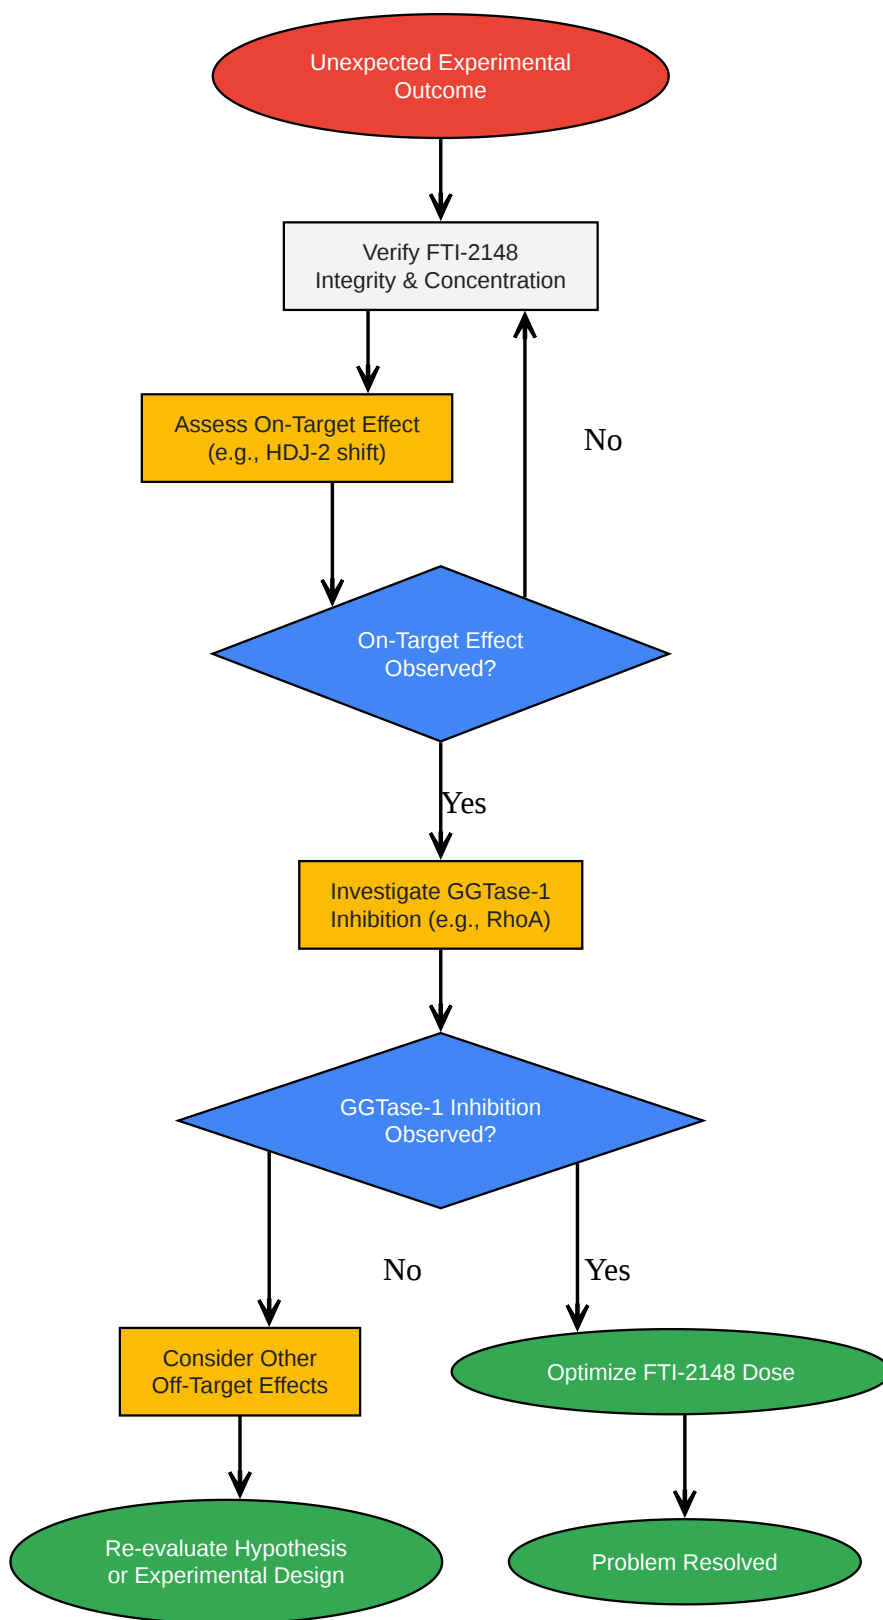 Unexpected Experimental
Outcome
Verify FTI-2148
Integrity & Concentration
Assess On-Target Effect
(e.g., HDJ-2 shift)
No
On-Target Effect
Observed?
Yes
Investigate GGTase-1
Inhibition (e.g., RhoA)
GGTase-1 Inhibition
Observed?
No
Yes
Consider Other
Off-Target Effects
Optimize FTI-2148 Dose
Re-evaluate Hypothesis
or Experimental Design
Problem Resolved